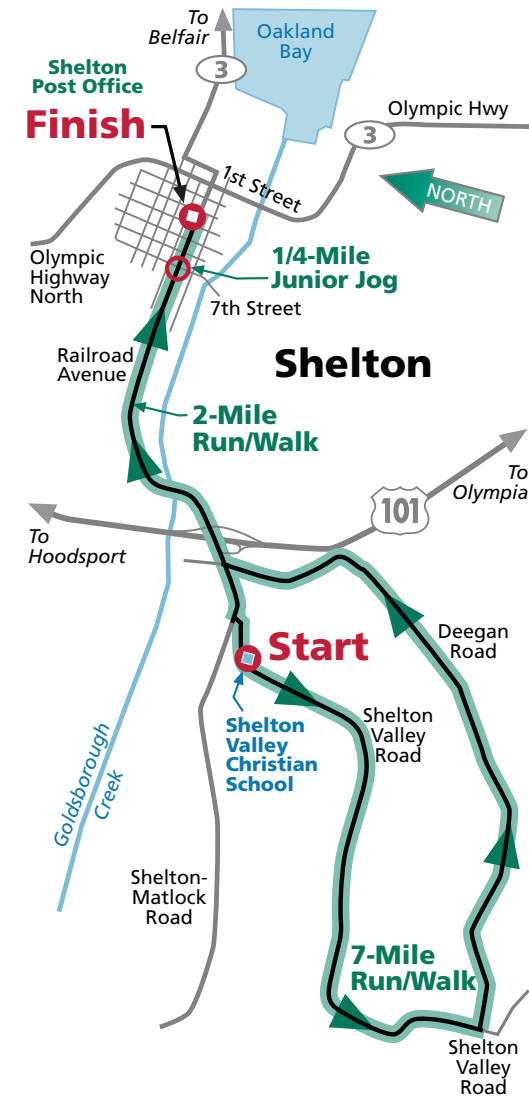 To
Belfair
Oakland
Bay
3
Shelton
Post Office
Finish
Olympic Hwy
3
1st Street
NORTH
Olympic
Highway
North
1/4-Mile
Junior Jog
7th Street
Railroad
Avenue
Shelton
2-Mile
Run/Walk
To
Olympia
101
To
Hoodsport
Deegan
Road
Start
Shelton
Valley
Road
Shelton
Valley
Christian
School
Goldsborough
Creek
Shelton-
Matlock
Road
7-Mile
Run/Walk
Shelton
Valley
Road